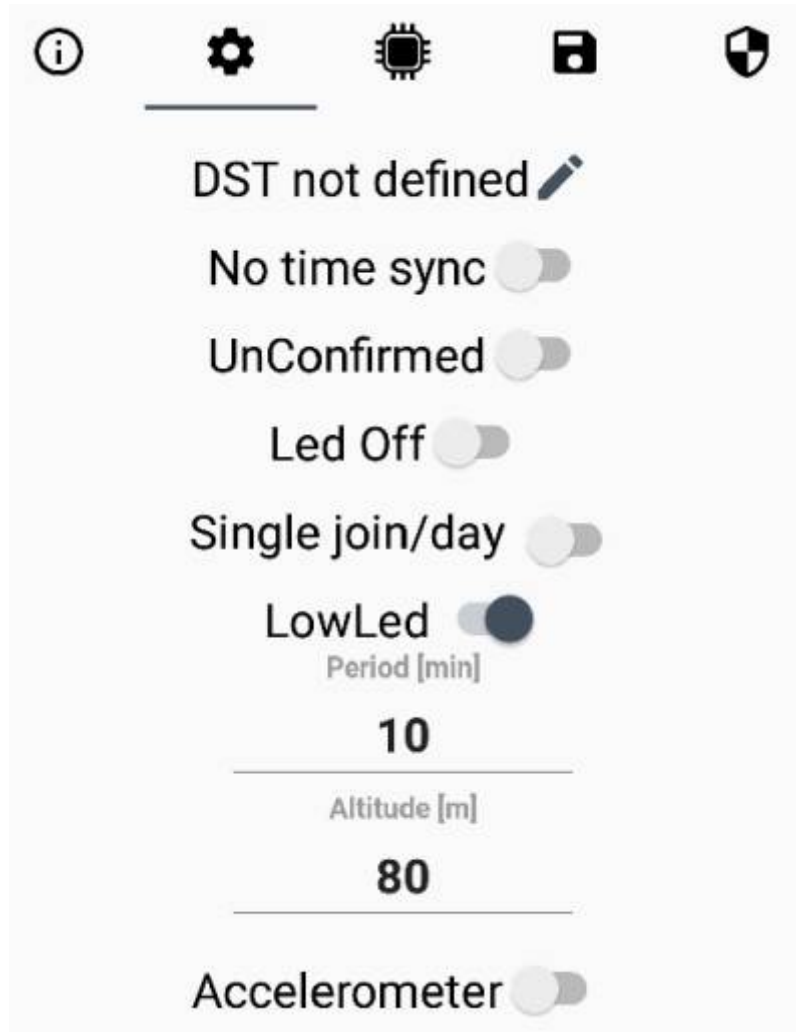 DST not defined
No time sync
UnConfirmed
Led Off
Single join/day
LowLed
Period [min]
10
Altitude [m]
80
Accelerometer